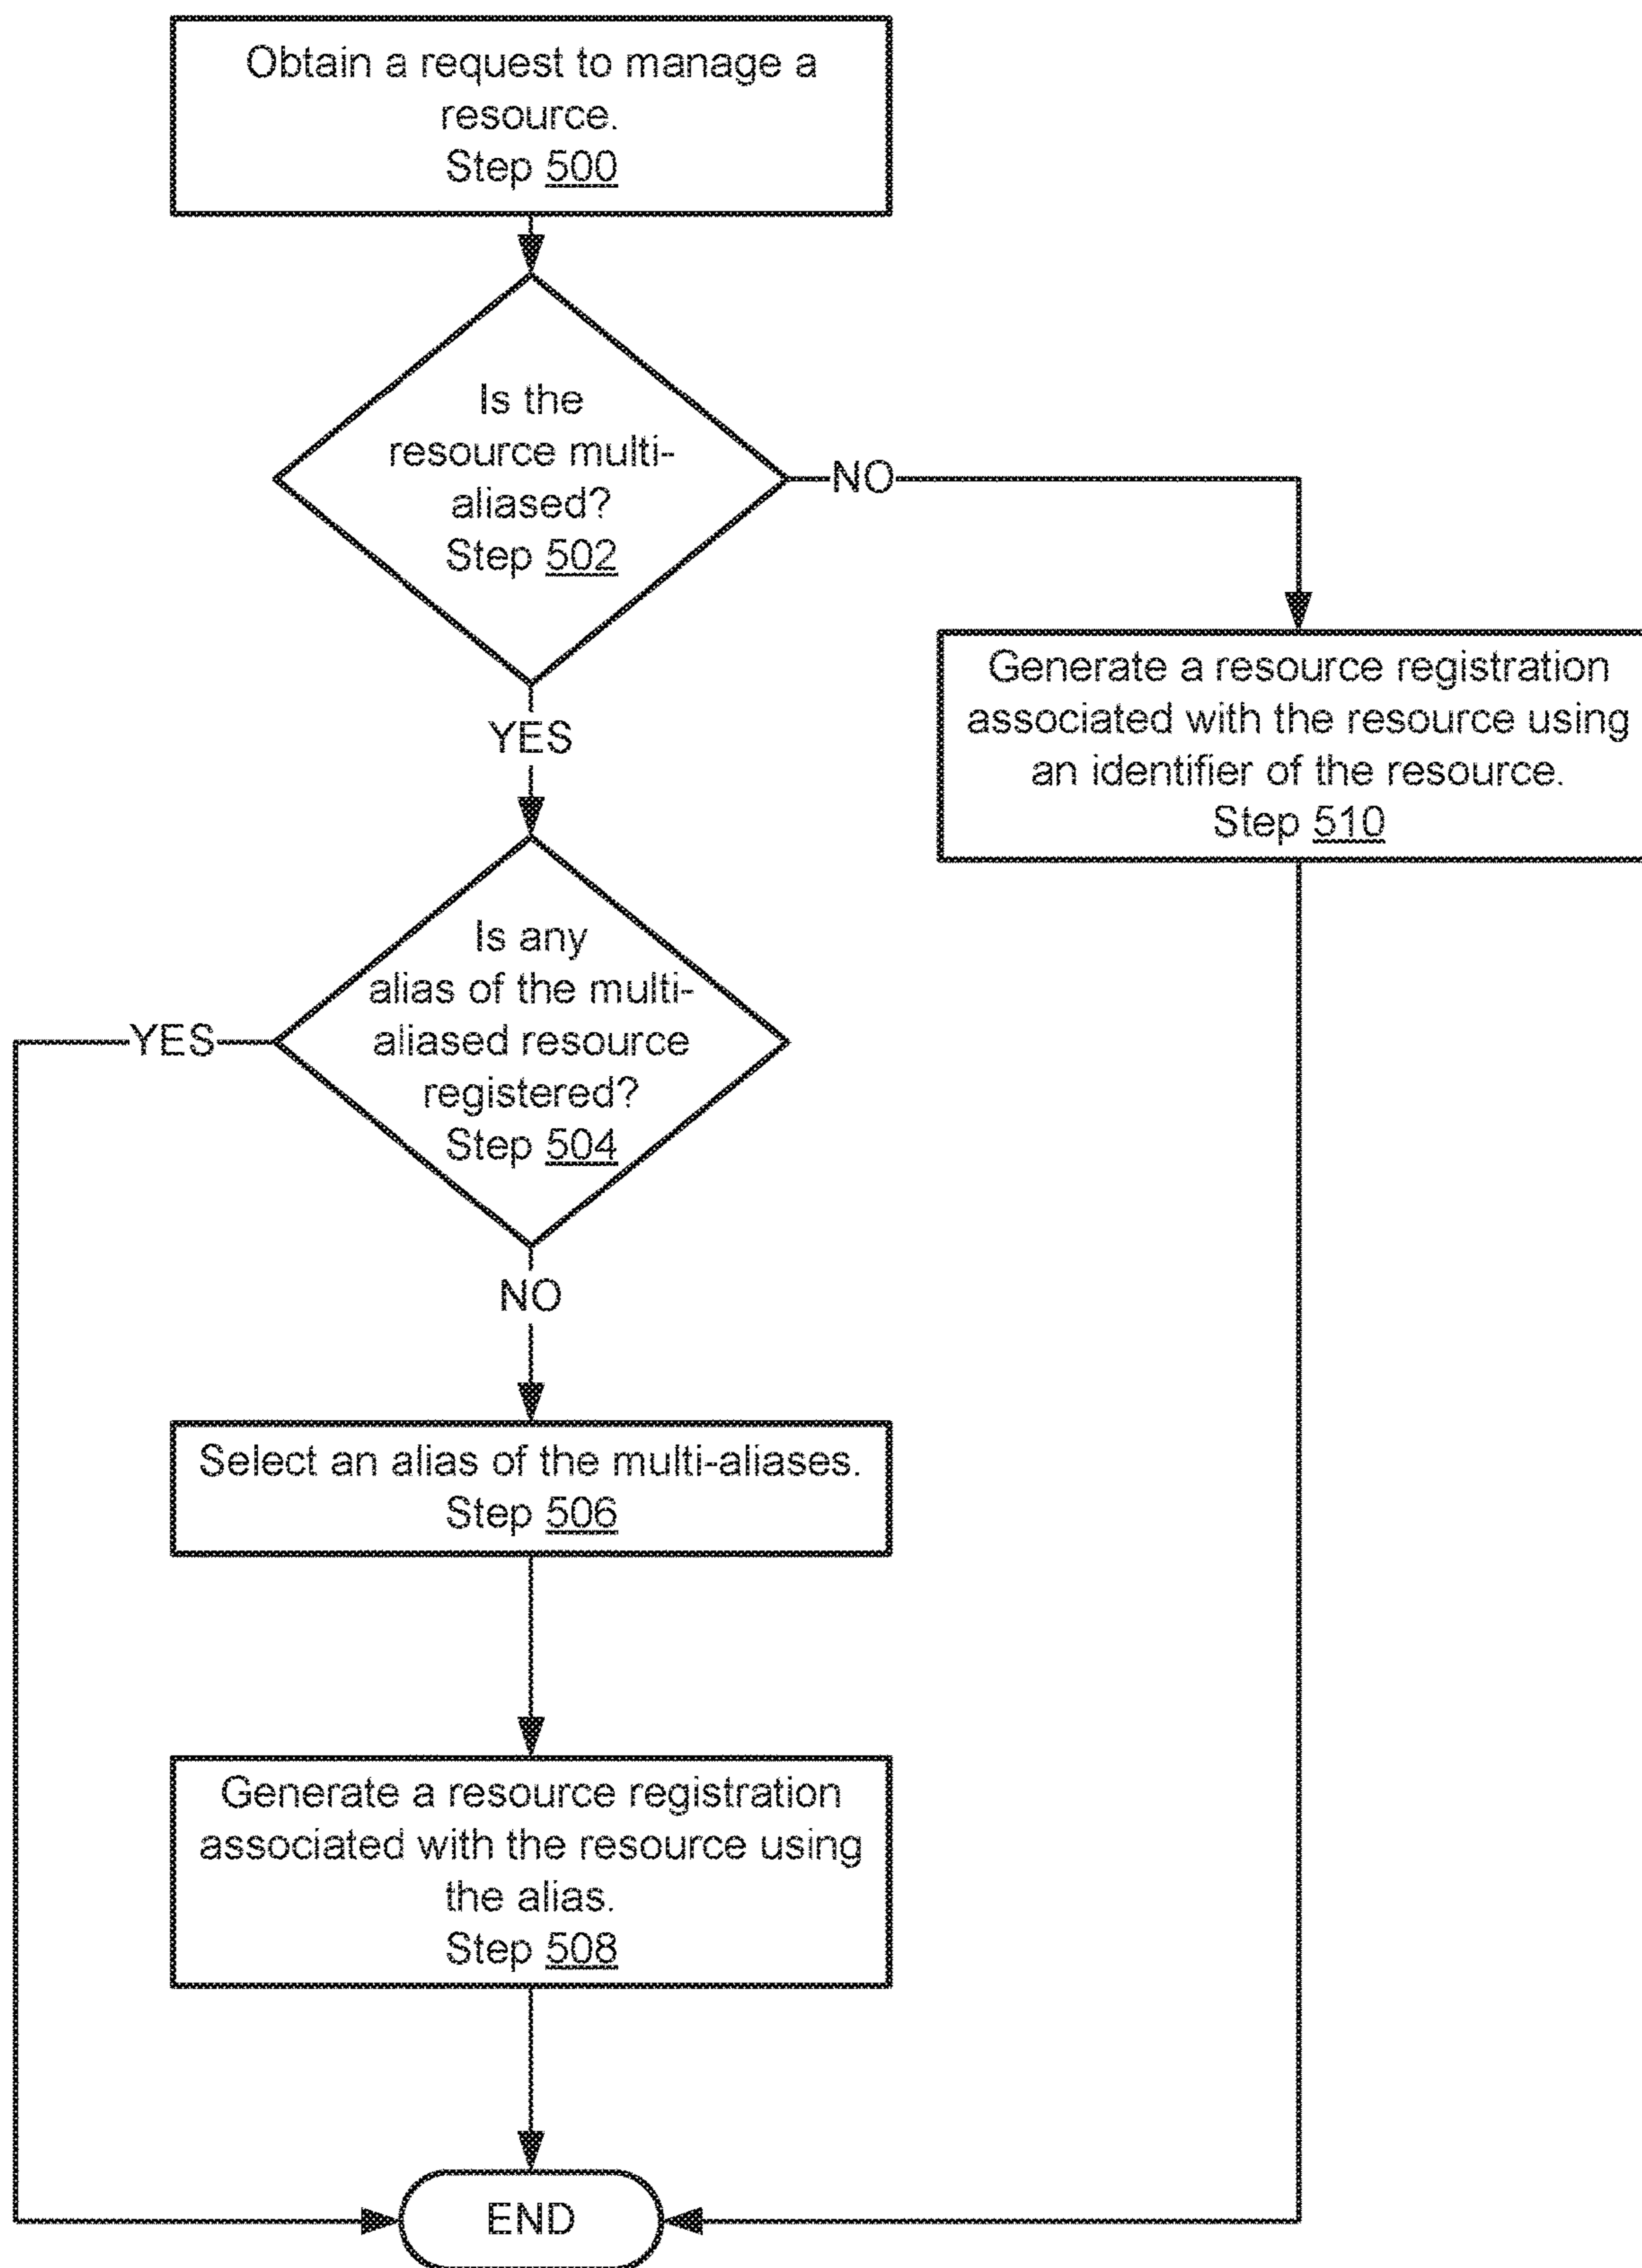 Obtain a request to manage a
resource.
Step 500
Is the
resource multi-
aliased?
Step 502
NO
YES
Generate a resource registration
associated with the resource using
an identifier of the resource.
Step 510
Is any
alias of the multi-
aliased resource
registered?
Step 504
YES
NO
Select an alias of the multi-aliases.
Step 506
Generate a resource registration
associated with the resource using
the alias.
Step 508
END